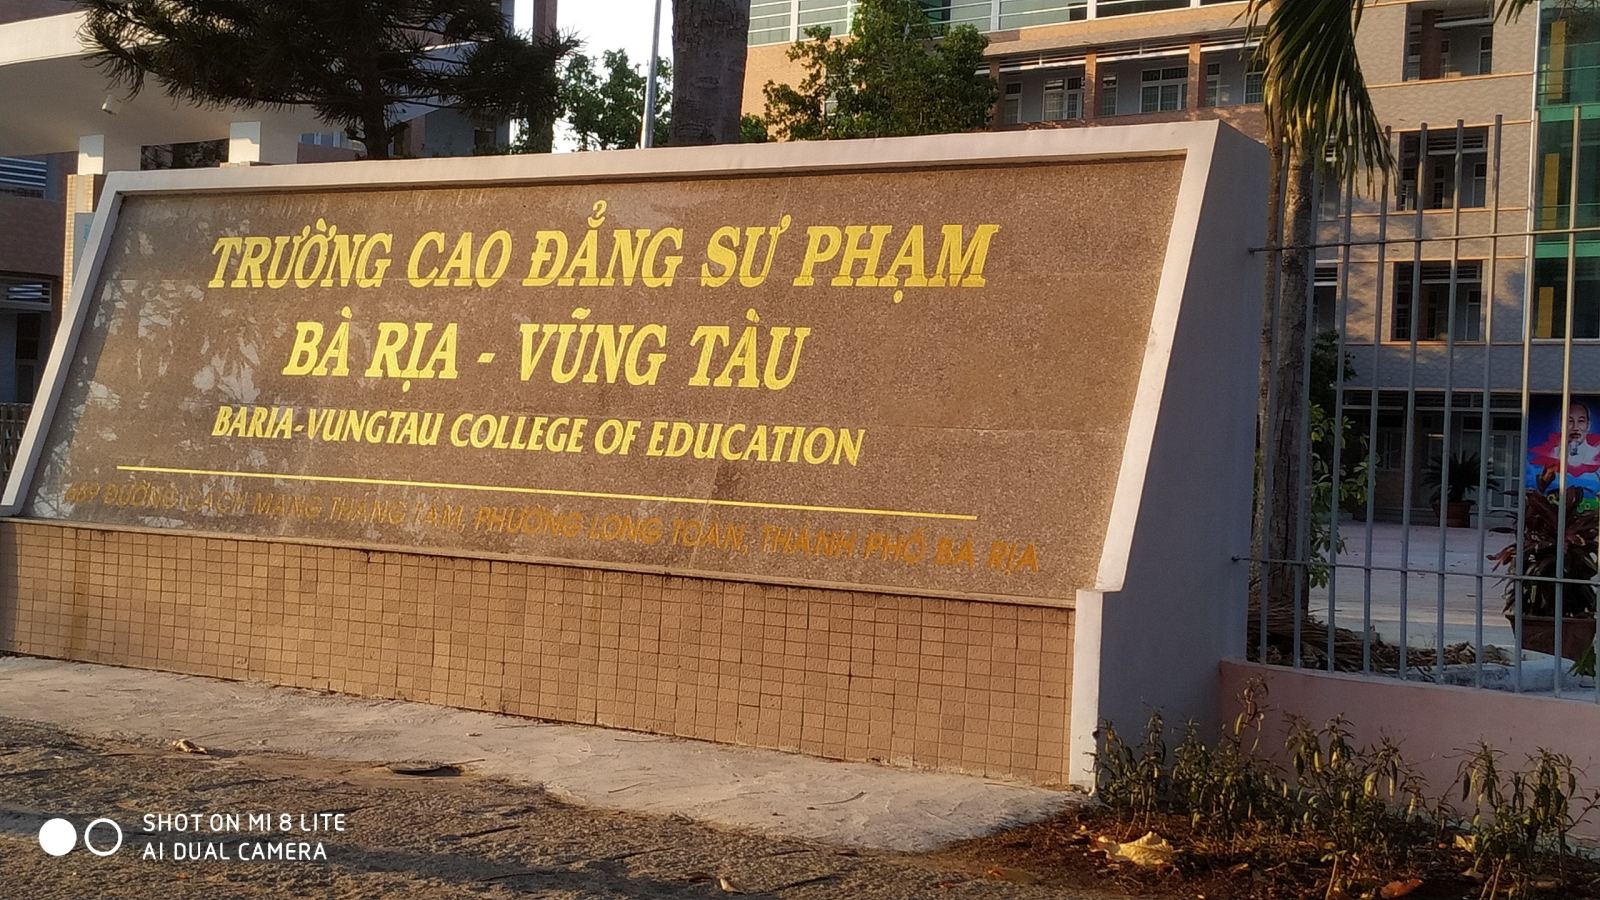 TRƯỜNG CAO ĐẲNG SƯ PHẠM
BÀ RỊA - VŨNG TÀU
BARIA-VUNGTAU COLLEGE OF EDUCATION
689 ĐƯỜNG CÁCH MẠNG THÁNG TÁM, PHƯỜNG LONG TOÀN, THÀNH PHỐ BÀ RỊA
SHOT ON MI 8 LITE
AI DUAL CAMERA